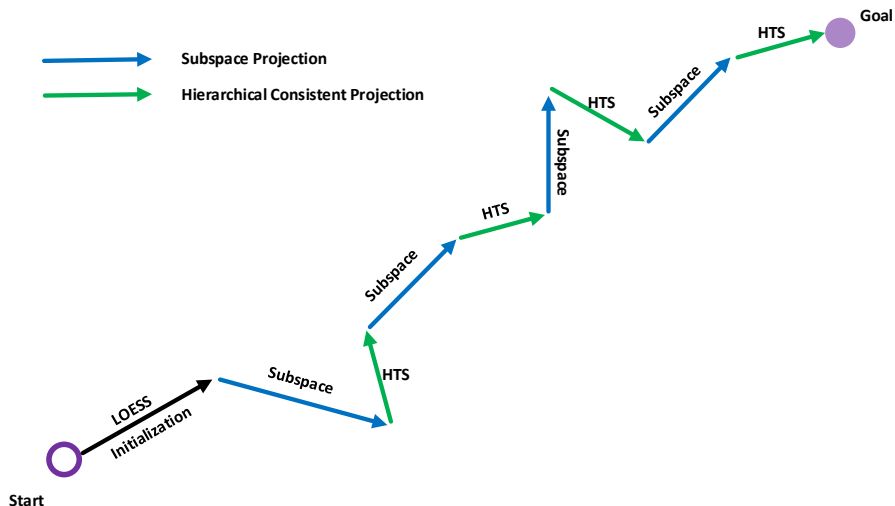 Goal
HTS
Subspace Projection
Hierarchical Consistent Projection
Subspace
HTS
Subspace
HTS
Subspace
HTS
Subspace
LOESS
Initialization
Start